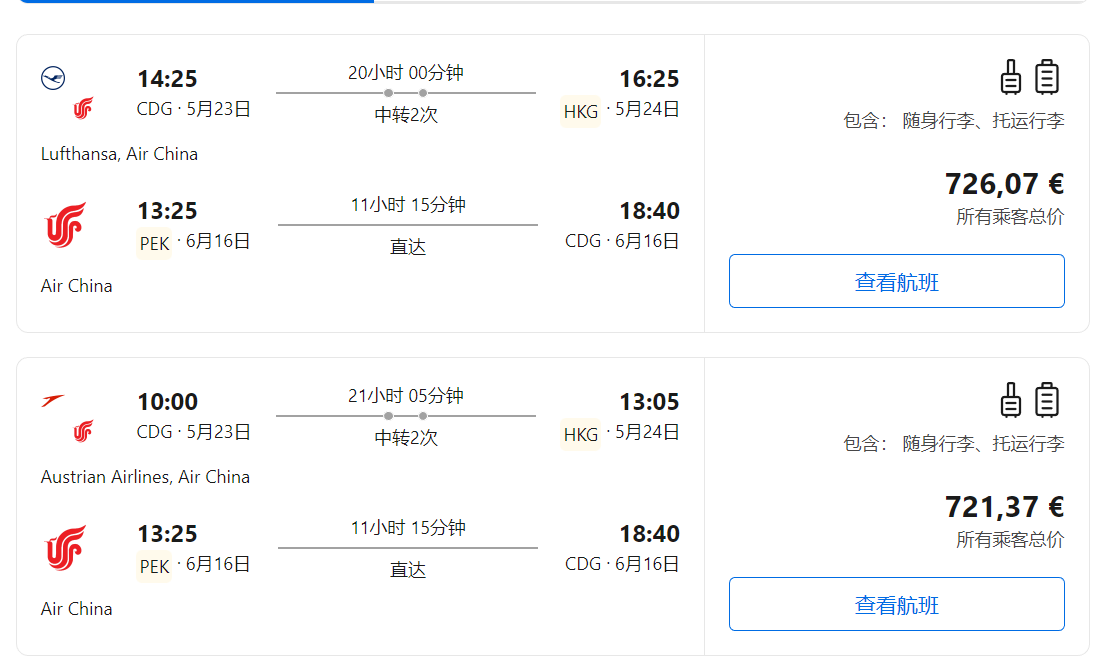 20小时 00分钟
14:25
16:25
CDG · 5月23日
中转2次
HKG · 5月24日
包含： 随身行李、托运行李
Lufthansa, Air China
726,07 €
11小时 15分钟
13:25
18:40
所有乘客总价
PEK · 6月16日
直达
CDG · 6月16日
查看航班
Air China
21小时 05分钟
10:00
13:05
CDG · 5月23日
中转2次
HKG · 5月24日
包含： 随身行李、托运行李
Austrian Airlines, Air China
721,37 €
11小时 15分钟
13:25
18:40
所有乘客总价
PEK · 6月16日
直达
CDG · 6月16日
查看航班
Air China